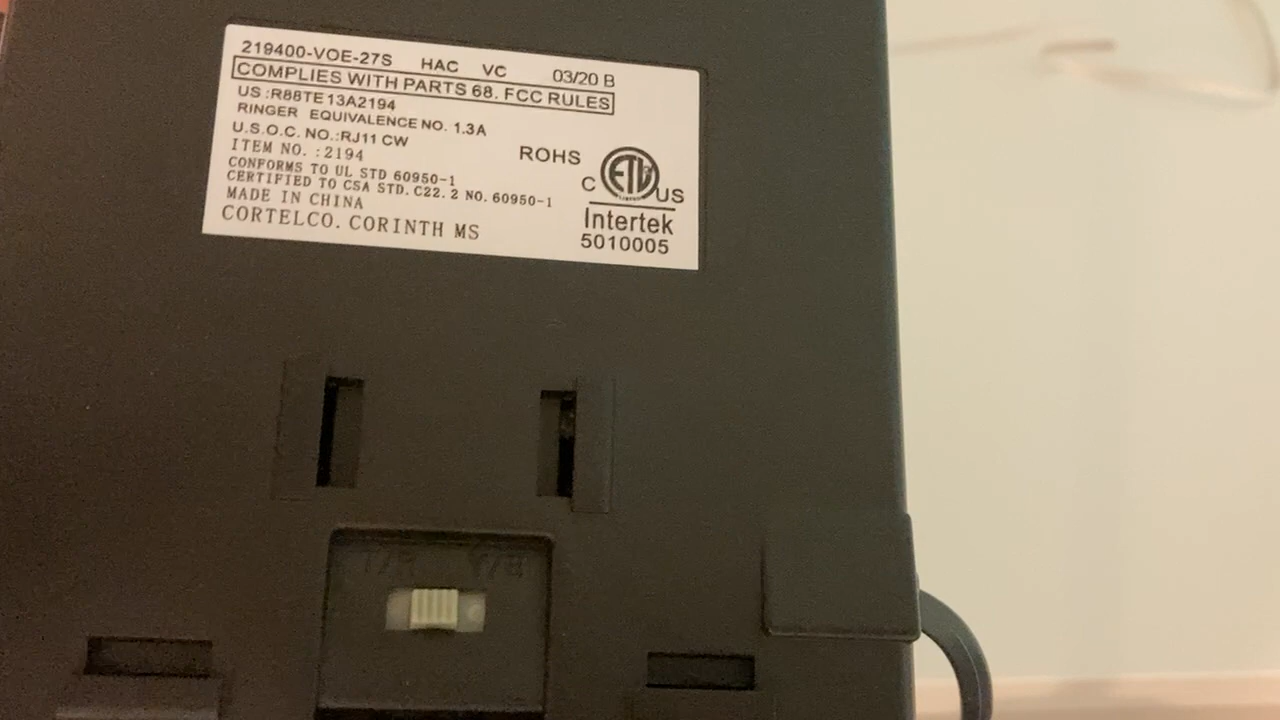 219400-VOE-27S HAC VC 03/20 B
COMPLIES WITH PARTS 68. FCC RULES
US :R88TE13A2194
RINGER EQUIVALENCE NO. 1.3A
U.S.O.C. NO.:RJ11 CW
ITEM NO. :2194
CONFORMS TO UL STD 60950-1
CERTIFIED TO CSA STD. C22. 2 NO. 60950-1
MADE IN CHINA
CORTELCO. CORINTH MS
ROHS
C ETL US
LISTED
Intertek
5010005